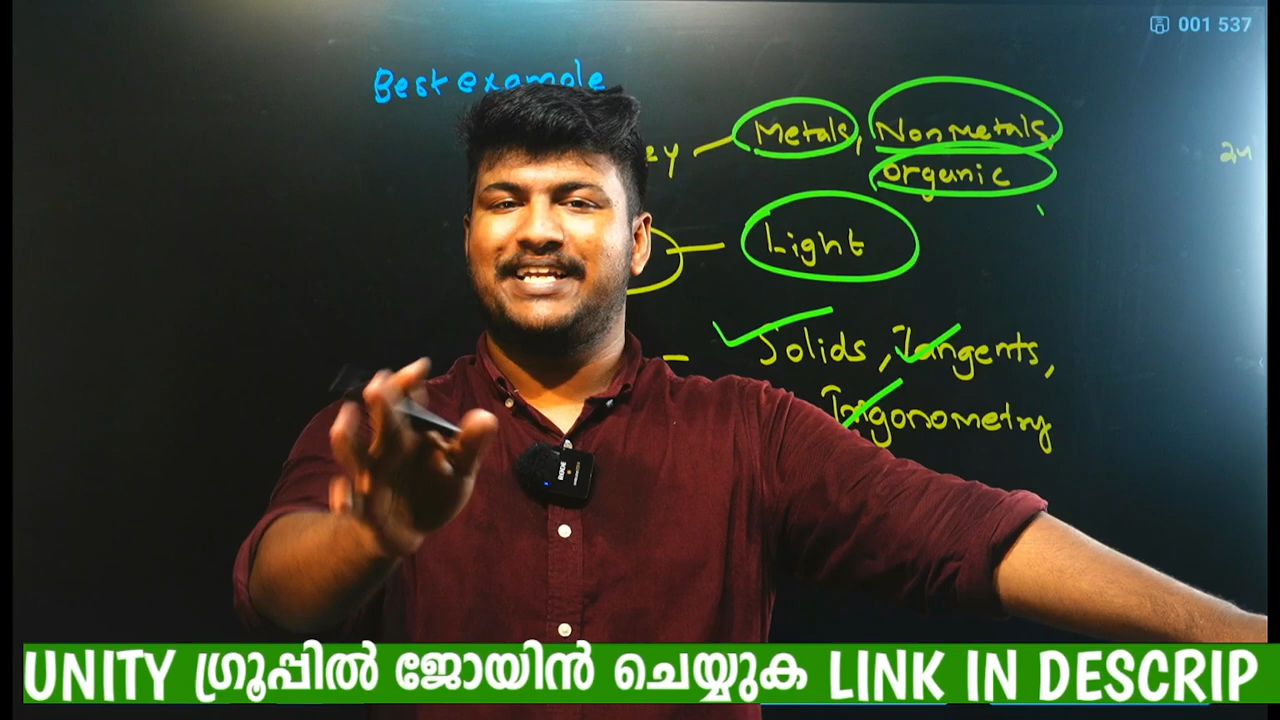 001 537
Best example
Metals, Nonmetals,
Organic
Light
Solids, Tangents,
Trigonometry
UNITY ഗ്രൂപ്പിൽ ജോയിൻ ചെയ്യുക LINK IN DESCRIP